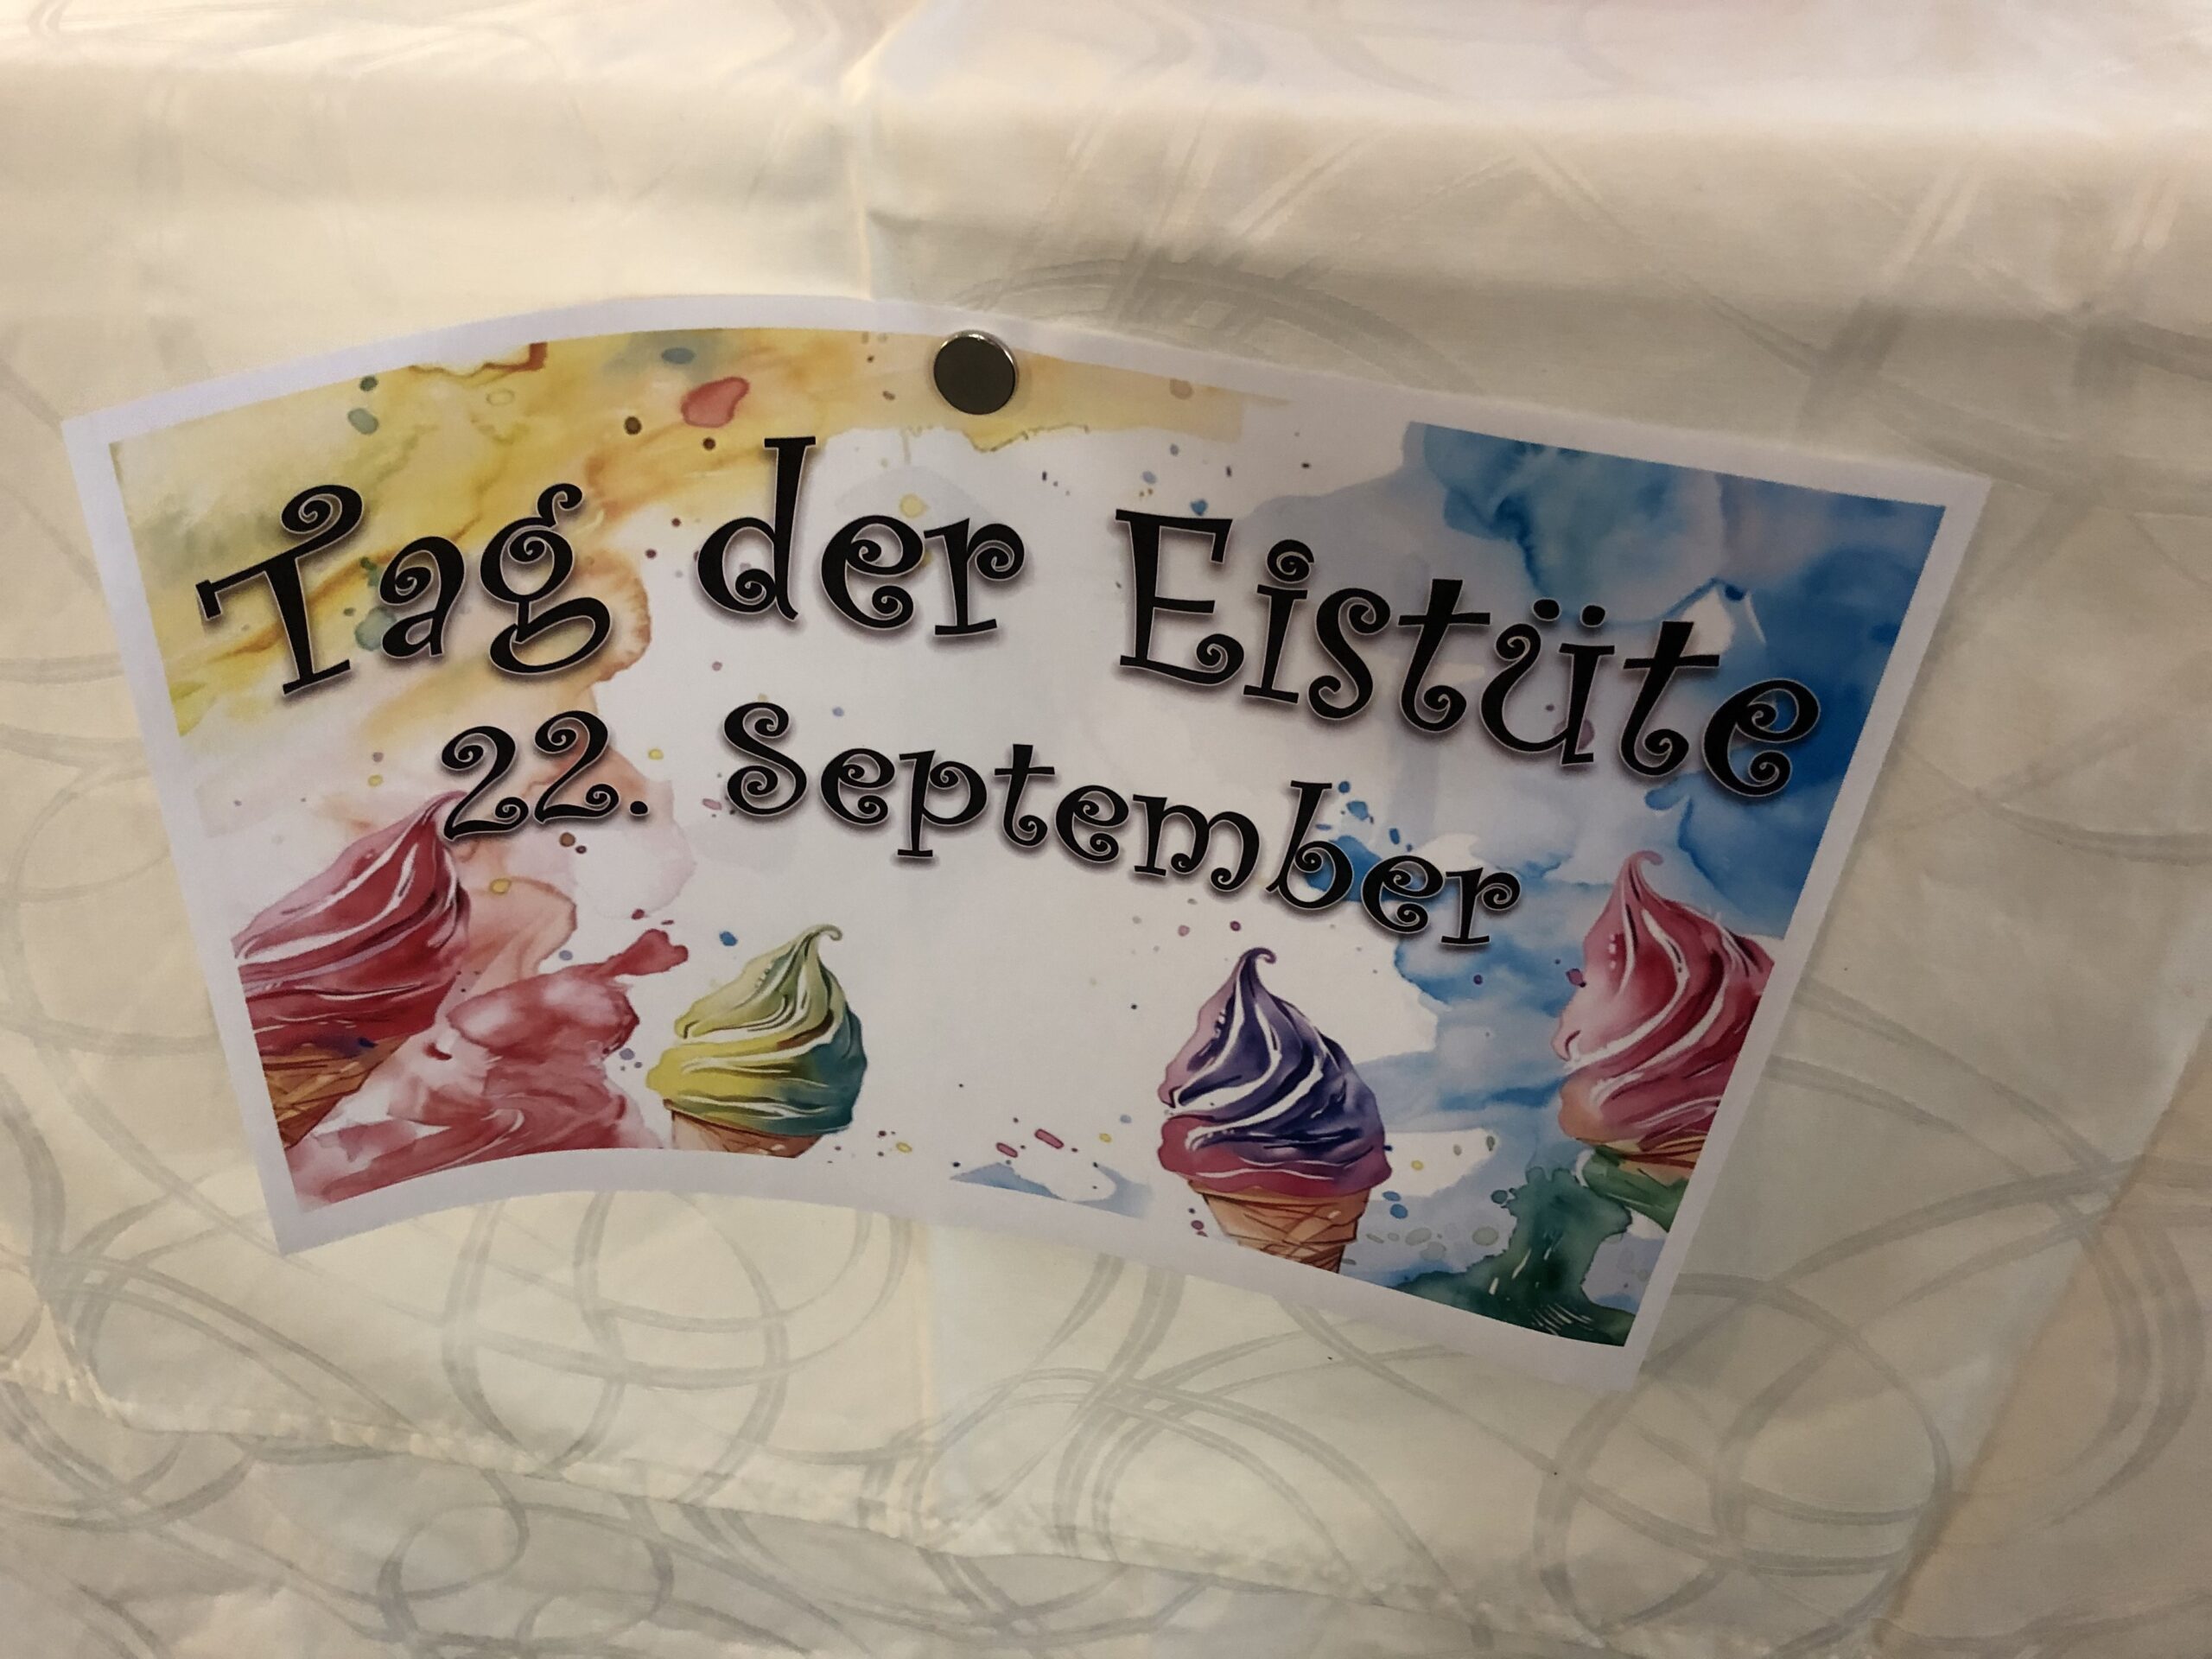 Tag der Eistüte
22. September